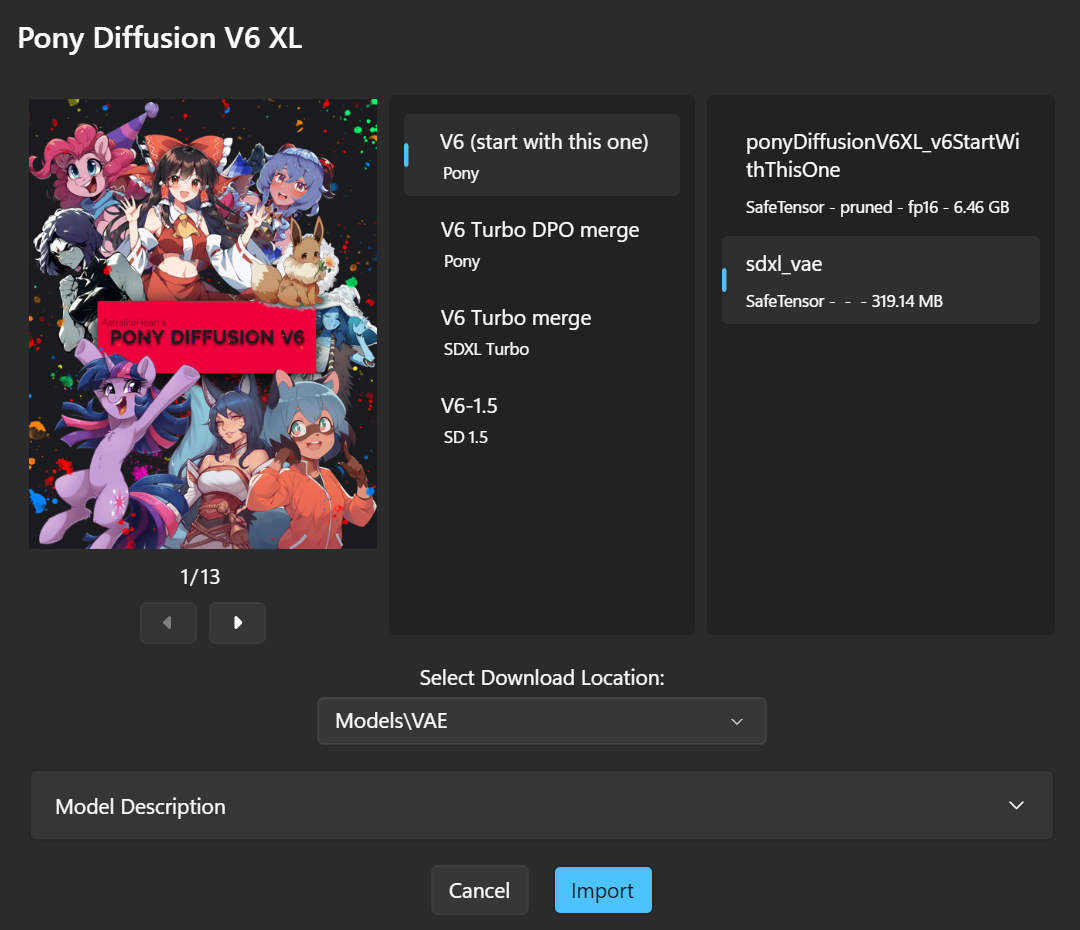 Pony Diffusion V6 XL
AstraliteHeart's
PONY DIFFUSION V6
1/13
V6 (start with this one)
Pony
V6 Turbo DPO merge
Pony
V6 Turbo merge
SDXL Turbo
V6-1.5
SD 1.5
ponyDiffusionV6XL_v6StartWi
thThisOne
SafeTensor - pruned - fp16 - 6.46 GB
sdxl_vae
SafeTensor - - - 319.14 MB
Select Download Location:
Models\VAE
Model Description
Cancel
Import